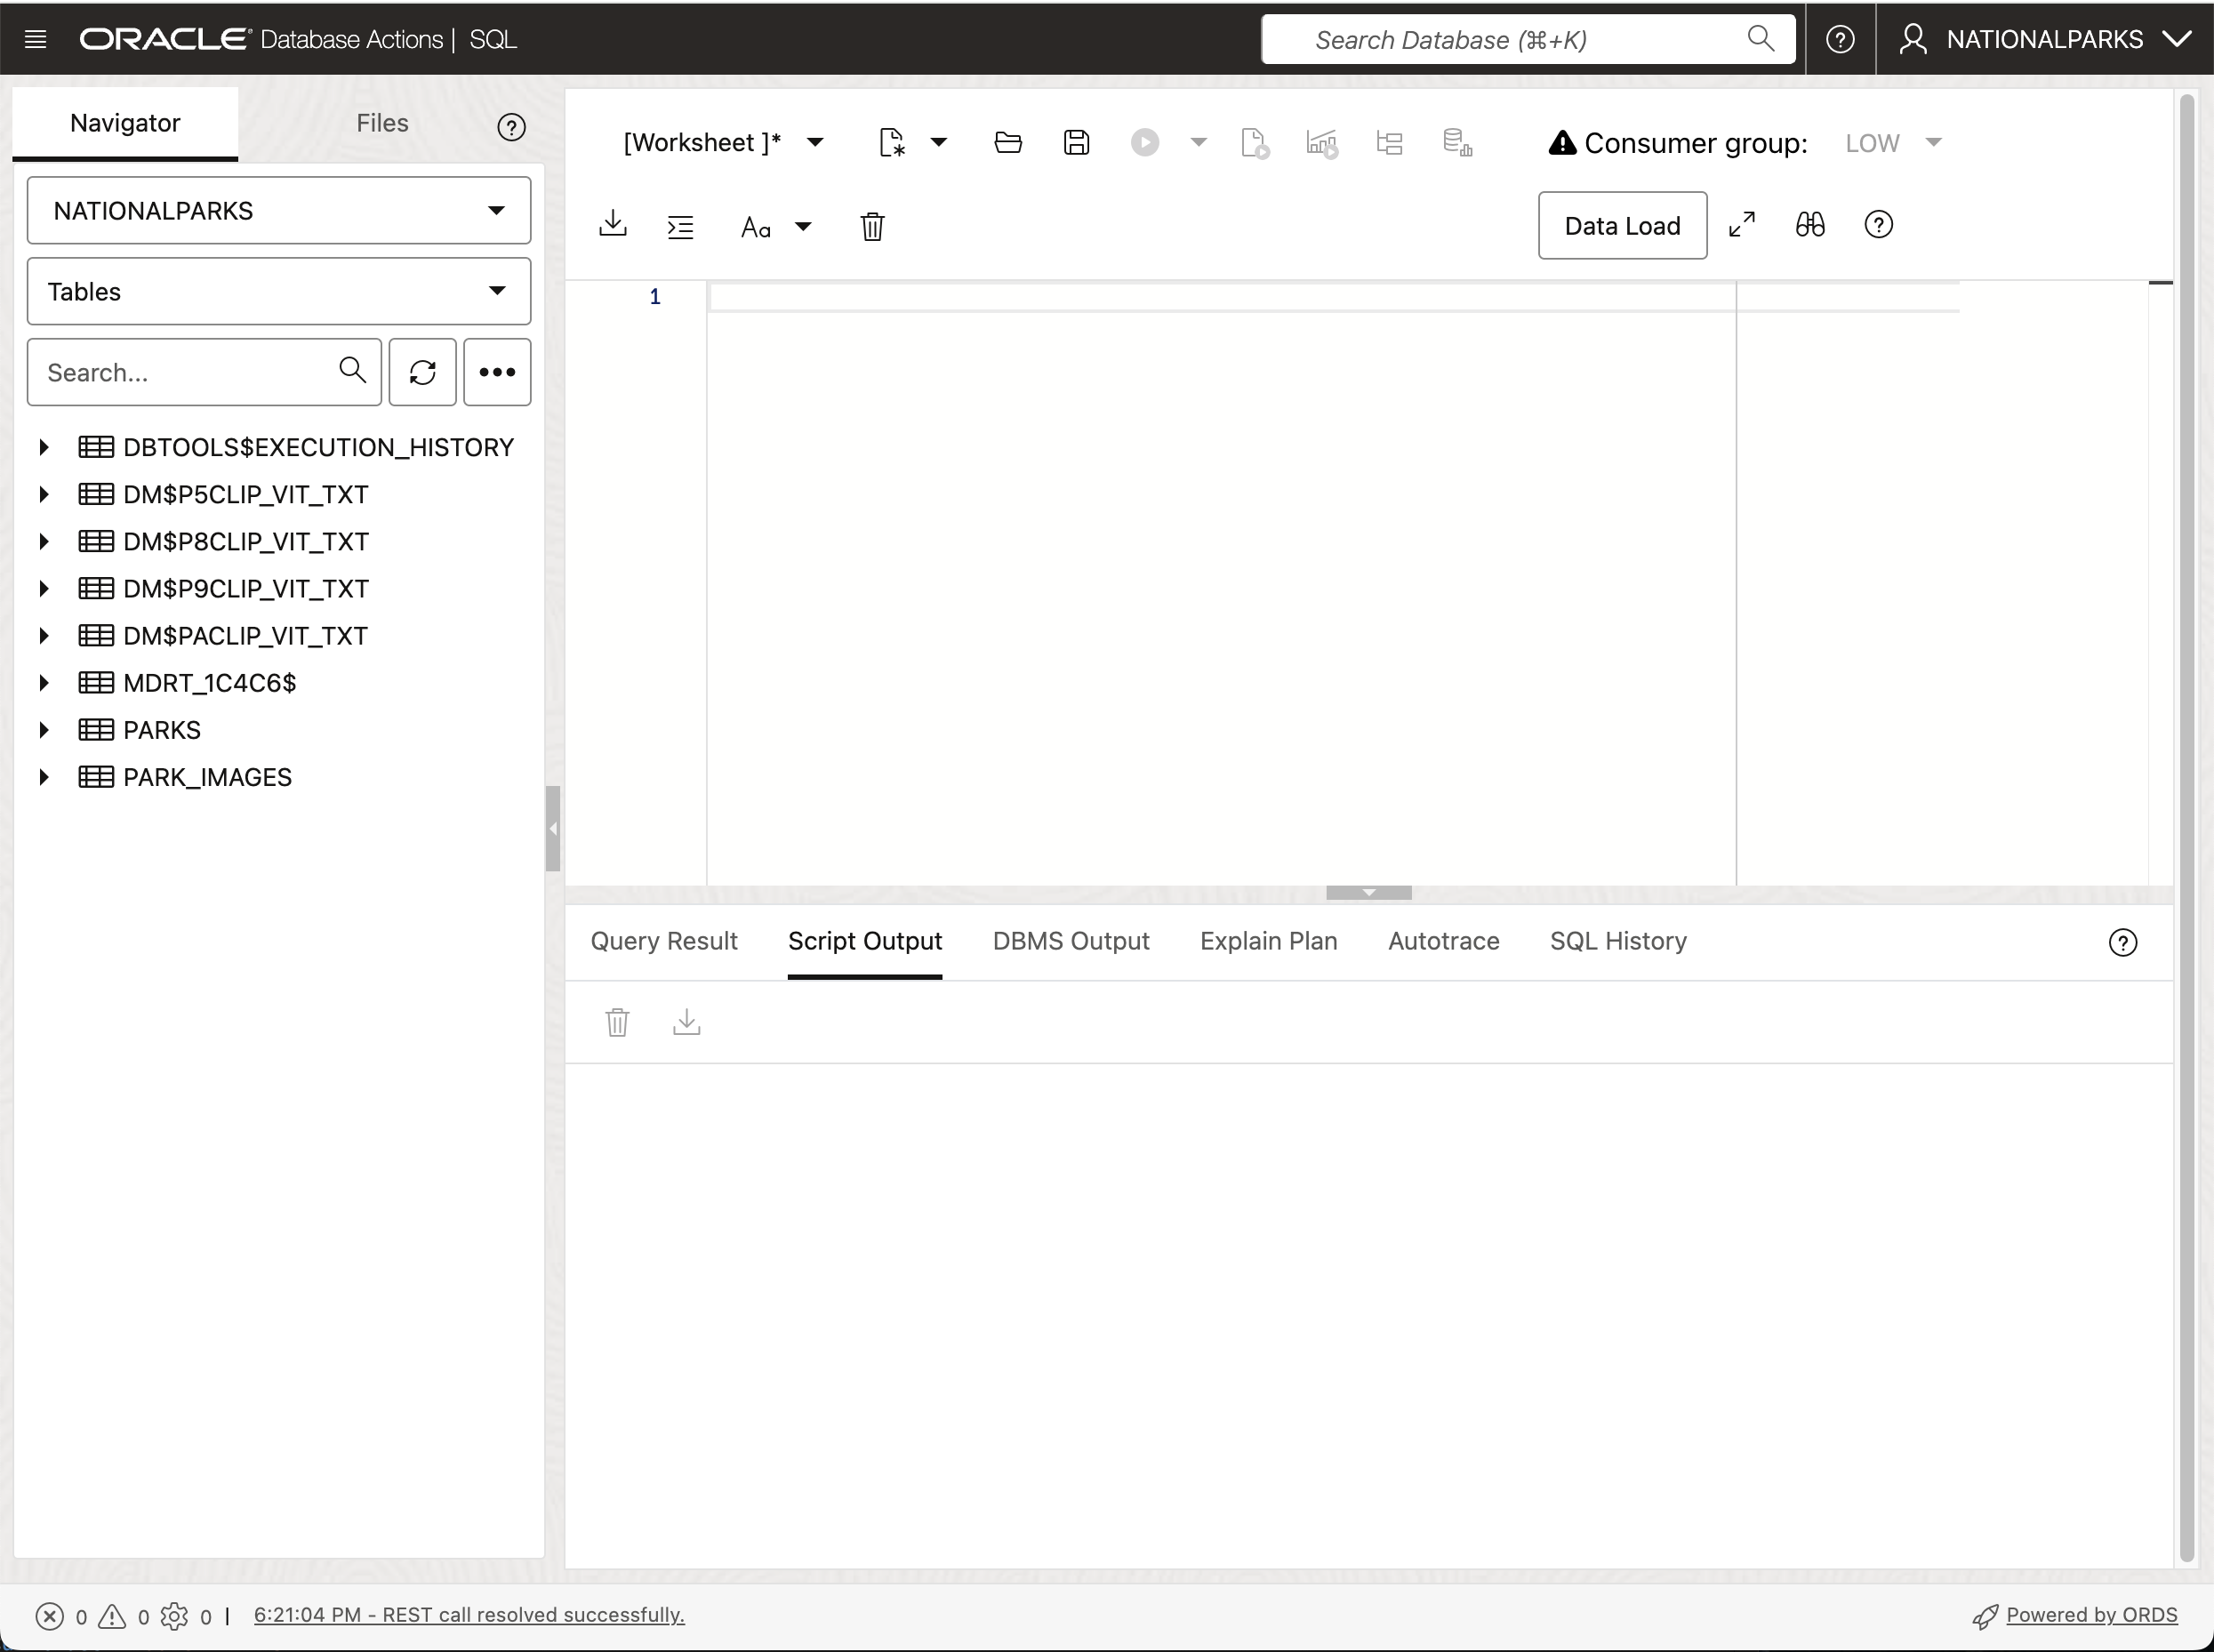 ORACLE Database Actions | SQL
Search Database (⌘+K)
NATIONALPARKS
Navigator
Files
NATIONALPARKS
Tables
Search...
DBTOOLS$EXECUTION_HISTORY
DM$P5CLIP_VIT_TXT
DM$P8CLIP_VIT_TXT
DM$P9CLIP_VIT_TXT
DM$PACLIP_VIT_TXT
MDRT_1C4C6$
PARKS
PARK_IMAGES
[Worksheet ]*
Consumer group: LOW
Aa
Data Load
1
Query Result
Script Output
DBMS Output
Explain Plan
Autotrace
SQL History
0 0 0 | 6:21:04 PM - REST call resolved successfully.
Powered by ORDS